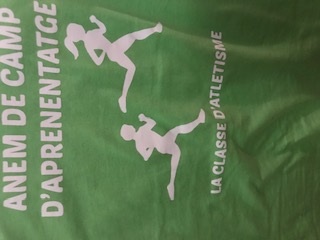 ANEM DE CAMP
D'APRENENTATGE
LA CLASSE D'ATLETISME